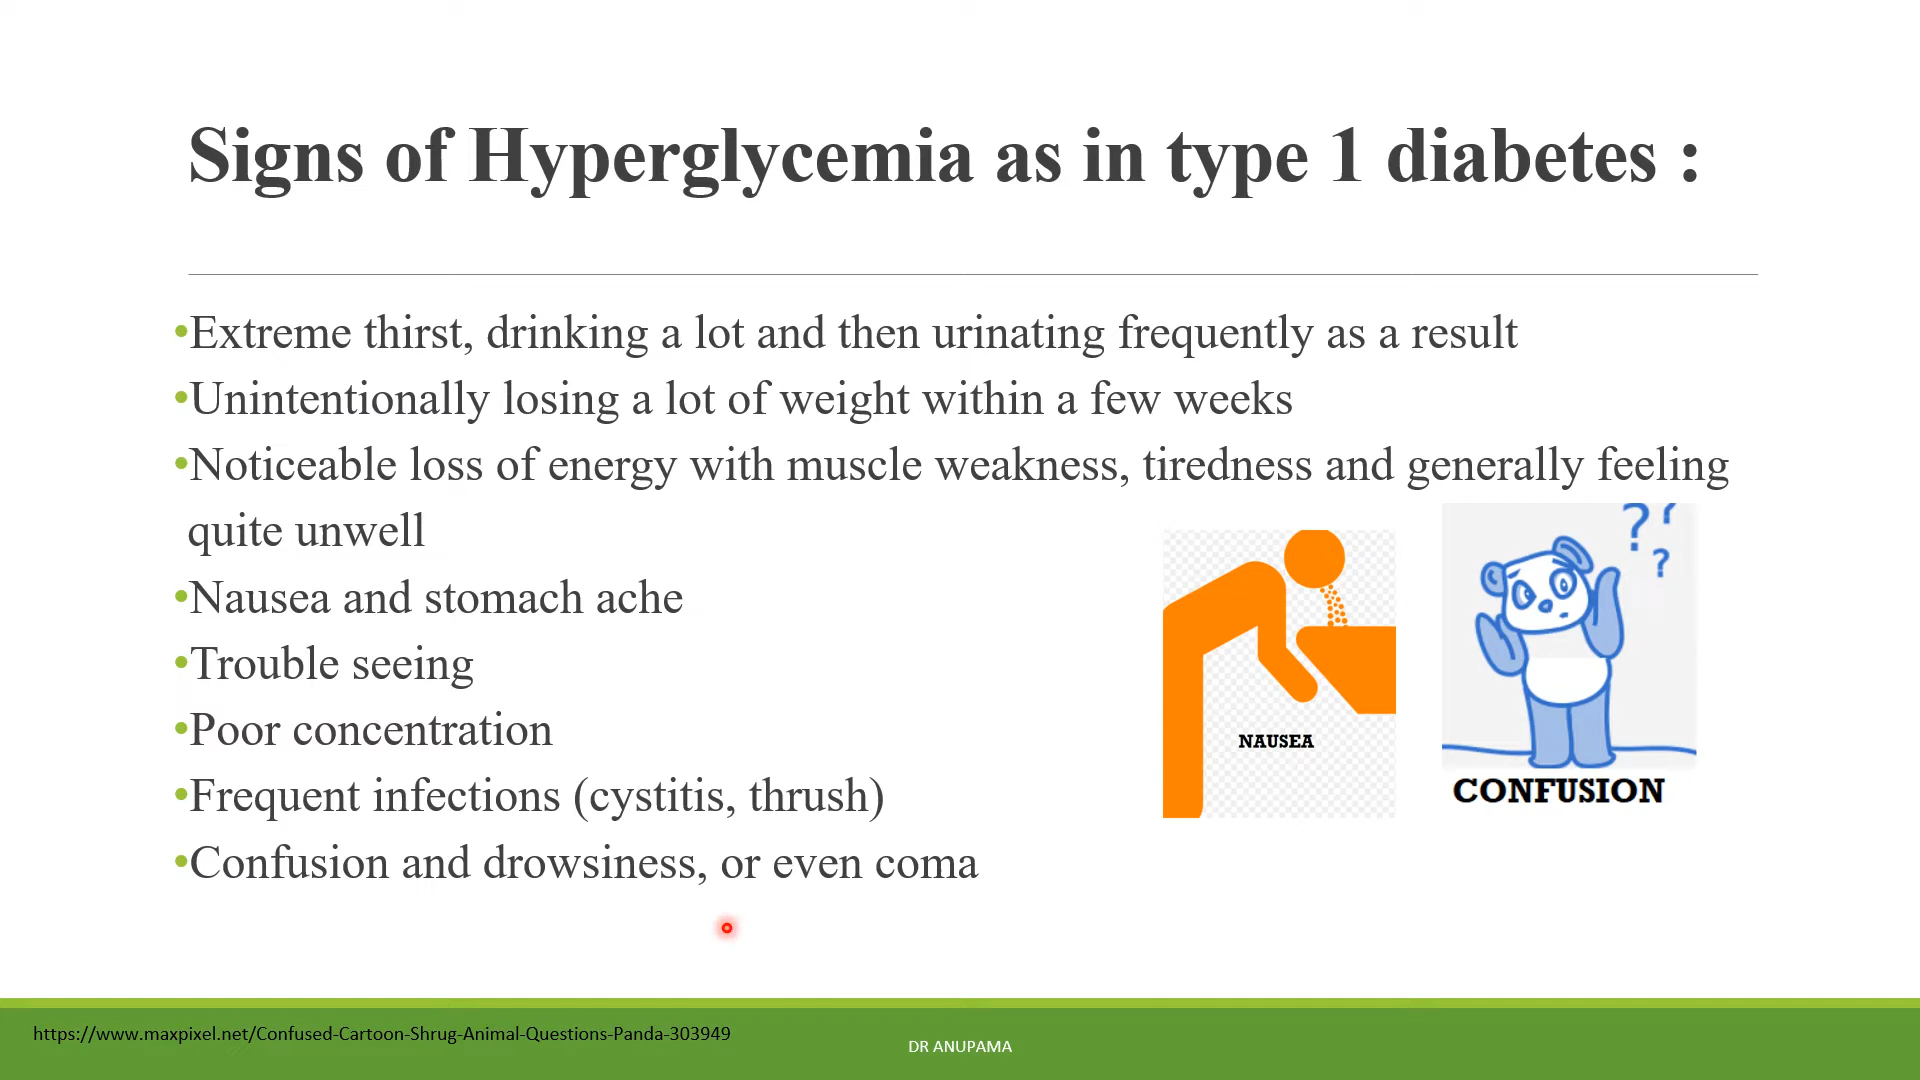 Signs of Hyperglycemia as in type 1 diabetes :
•Extreme thirst, drinking a lot and then urinating frequently as a result
•Unintentionally losing a lot of weight within a few weeks
•Noticeable loss of energy with muscle weakness, tiredness and generally feeling
quite unwell
•Nausea and stomach ache
•Trouble seeing
•Poor concentration
•Frequent infections (cystitis, thrush)
•Confusion and drowsiness, or even coma
? ? ?
NAUSEA
CONFUSION
https://www.maxpixel.net/Confused-Cartoon-Shrug-Animal-Questions-Panda-303949
DR ANUPAMA